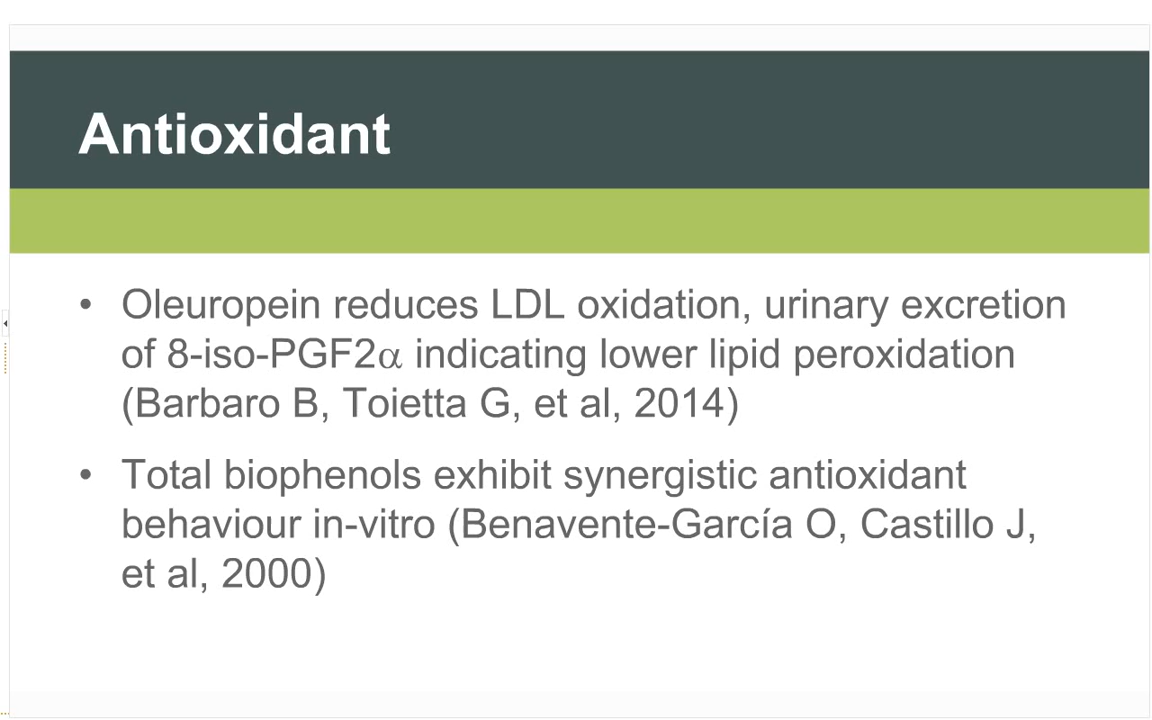 Antioxidant
• Oleuropein reduces LDL oxidation, urinary excretion
of 8-iso-PGF2α indicating lower lipid peroxidation
(Barbaro B, Toietta G, et al, 2014)
• Total biophenols exhibit synergistic antioxidant
behaviour in-vitro (Benavente-García O, Castillo J,
et al, 2000)